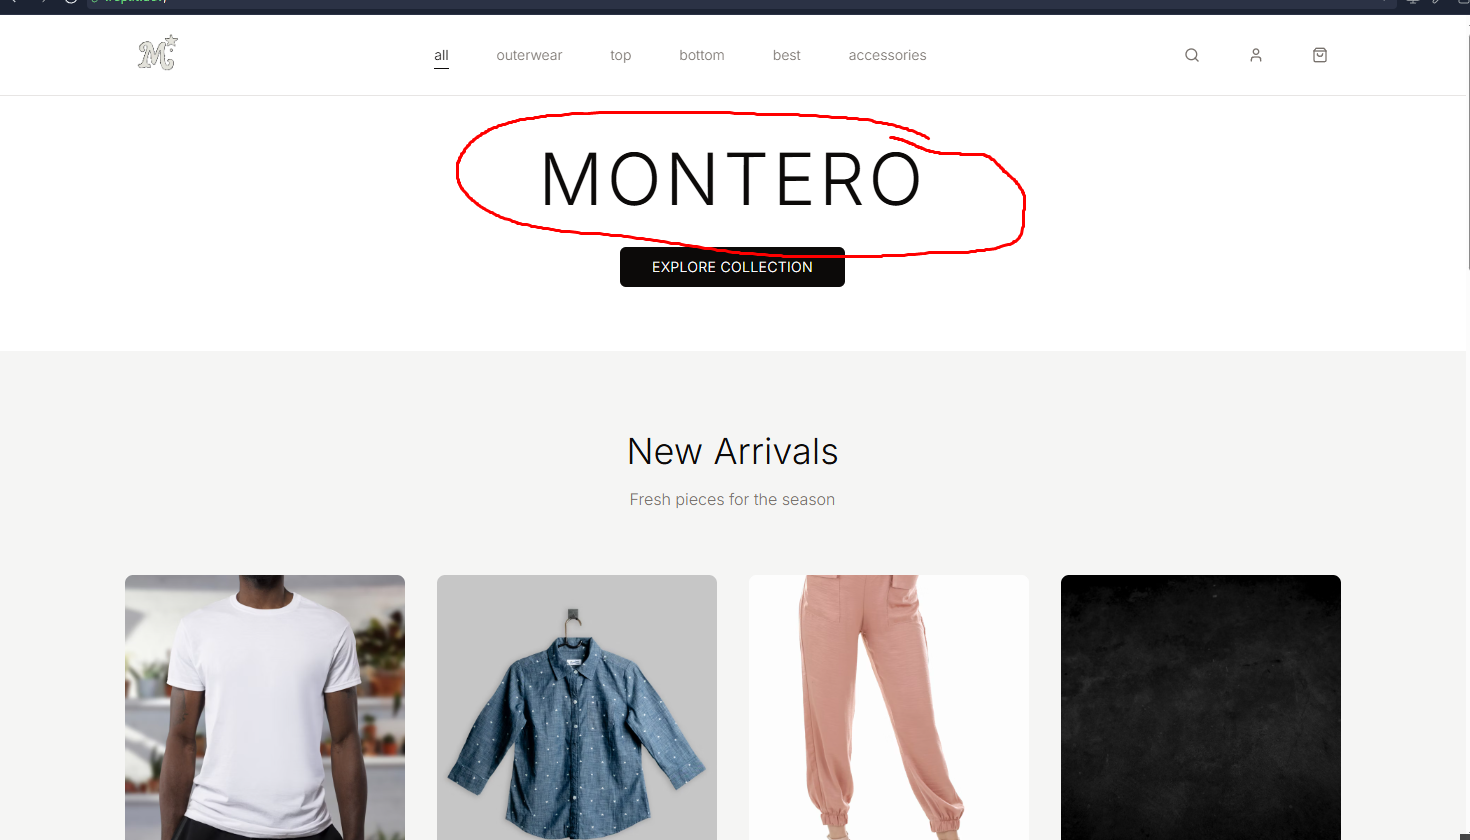 all outerwear top bottom best accessories
MONTERO
EXPLORE COLLECTION
New Arrivals
Fresh pieces for the season